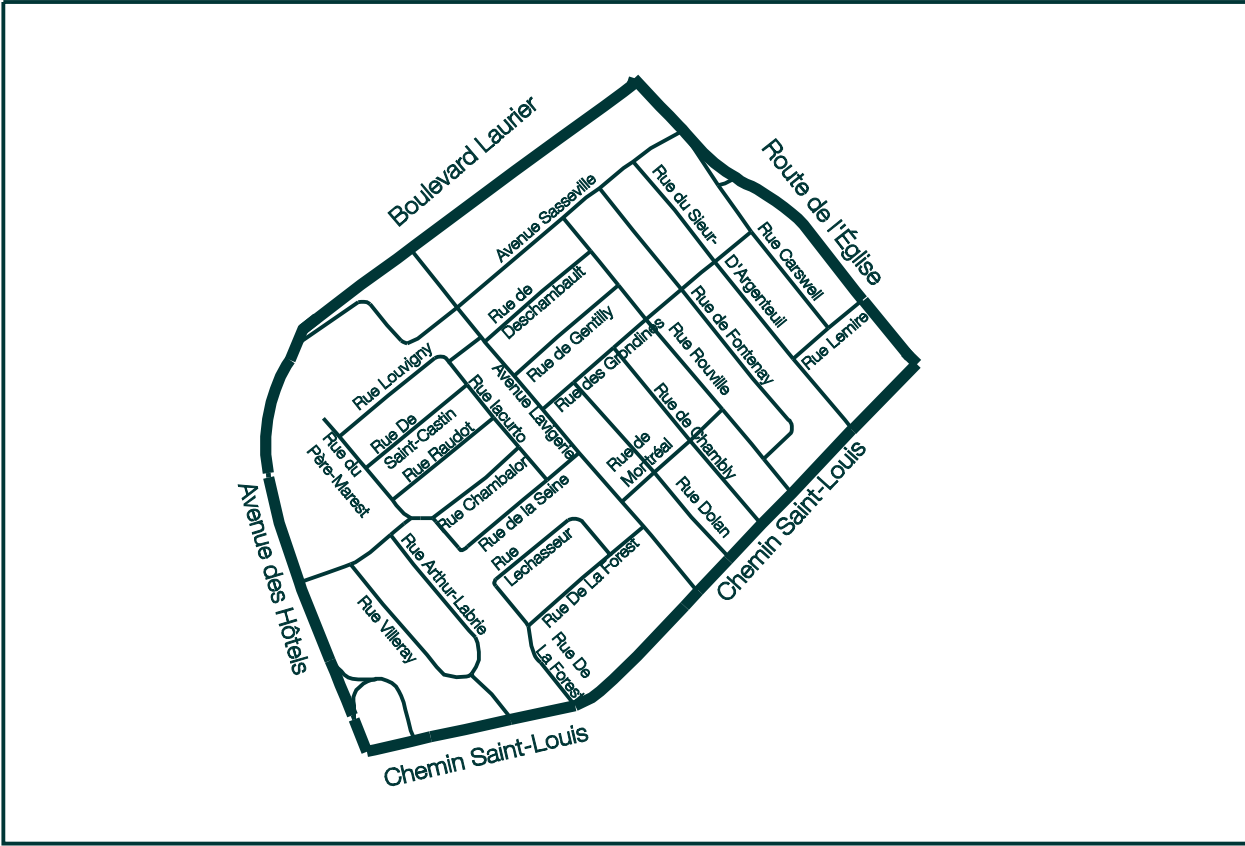 Boulevard Laurier
Route de l'Église
Avenue Sasseville
Rue du Sieur-
D'Argenteuil
Rue Carswell
Rue Lemire
Rue de
Deschambault
Rue de Gentilly
Rue des Grondines
Rue de Fontenay
Rue Rouville
Rue Louvigny
Avenue Lavigerie
Rue Iacurto
Rue De
Saint-Castin
Rue Raudot
Rue du
Père-Marest
Rue Chambalon
Rue de la Seine
Rue de
Montréal
Rue de Chambly
Rue Dolan
Rue
Lechasseur
Rue De La Forest
Rue De
La Forest
Rue Arthur-Labrie
Rue Villeray
Avenue des Hôtels
Chemin Saint-Louis
Chemin Saint-Louis